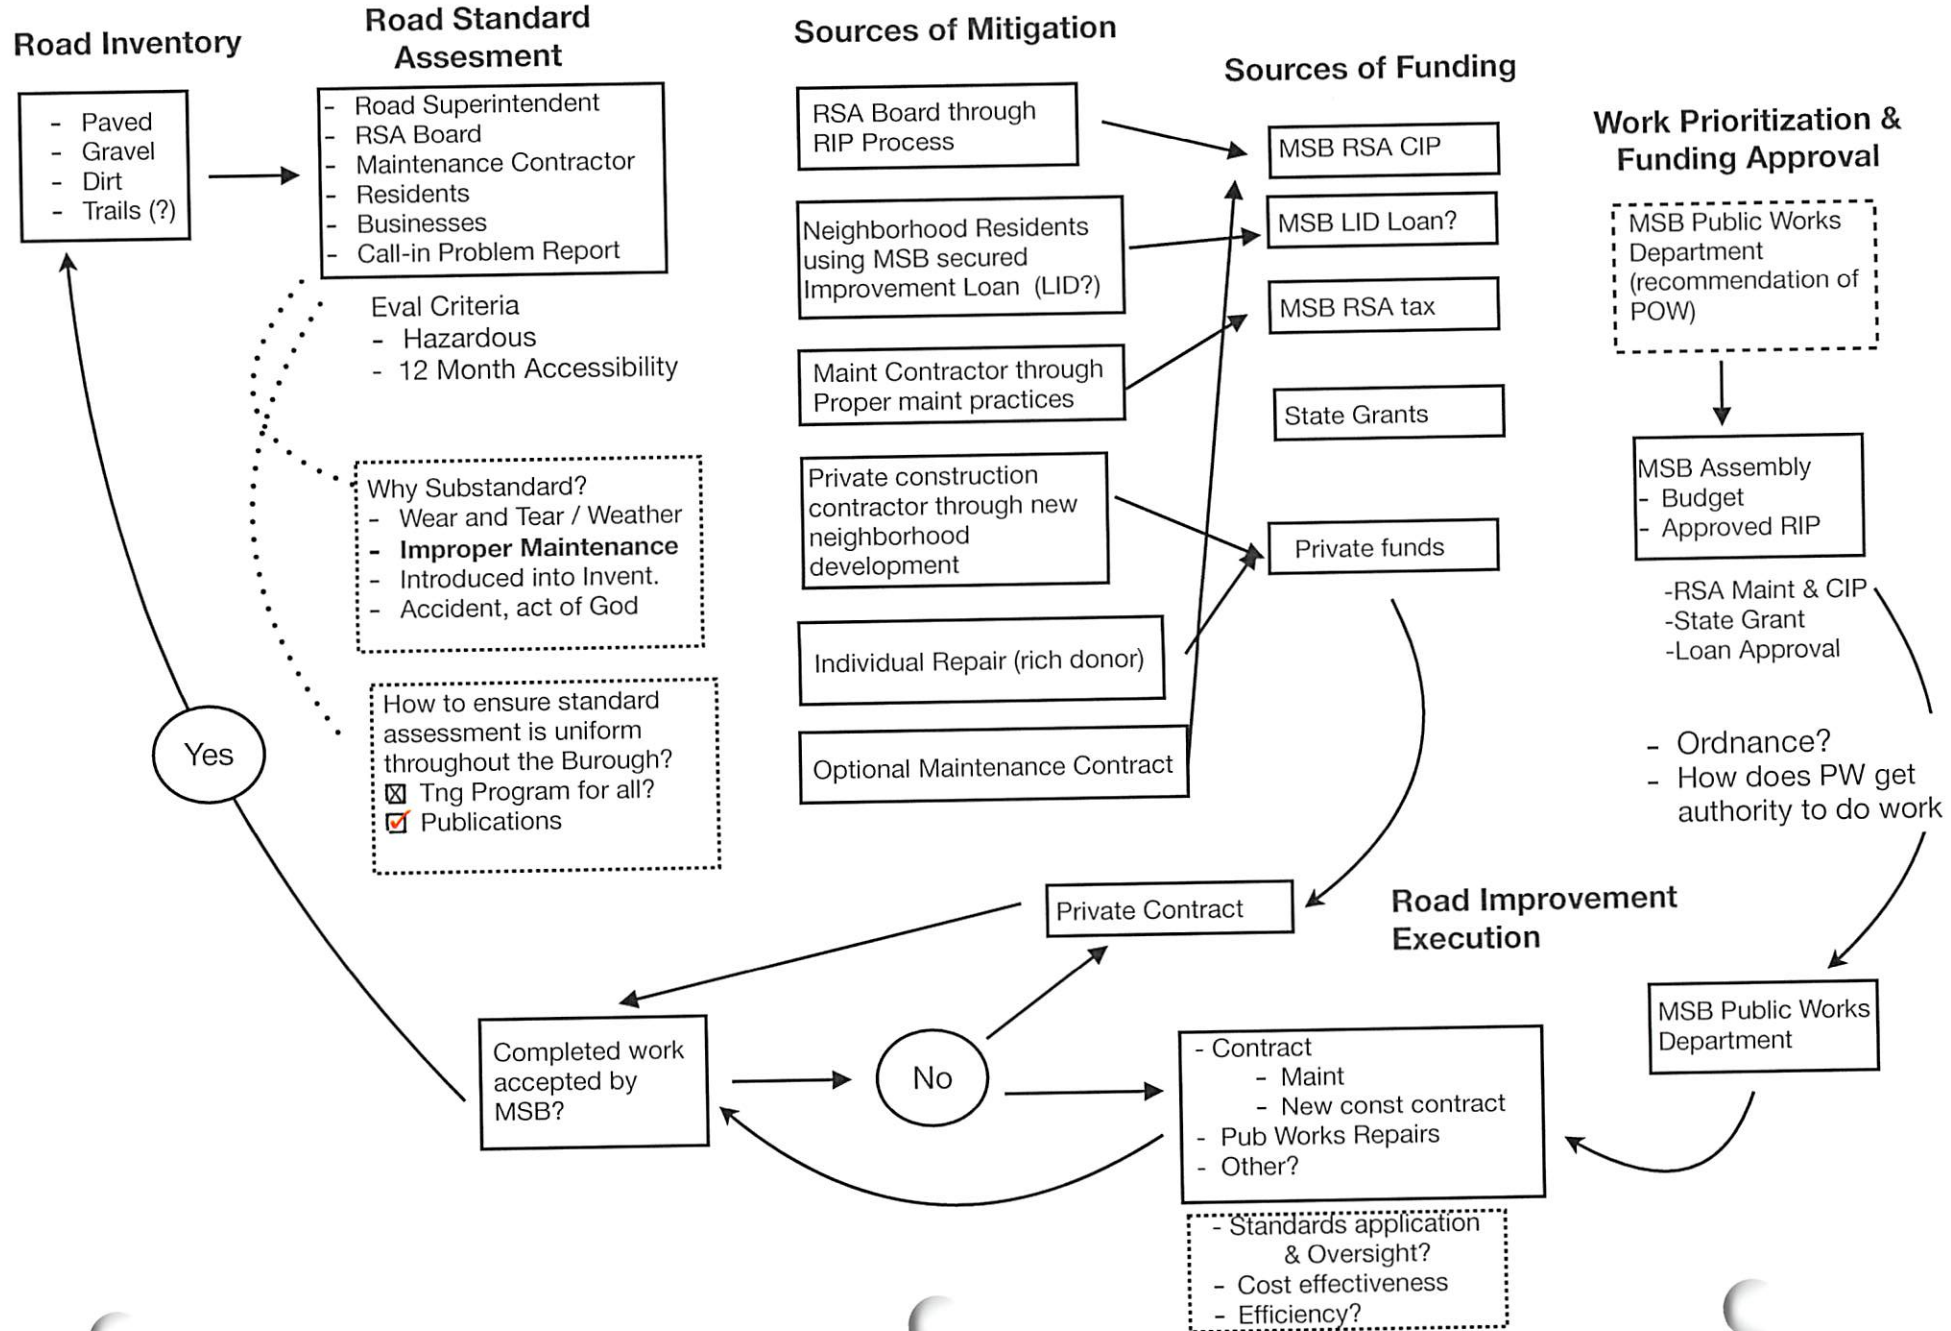 Road Inventory
- Paved
- Gravel
- Dirt
- Trails (?)
Road Standard
Assesment
- Road Superintendent
- RSA Board
- Maintenance Contractor
- Residents
- Businesses
- Call-in Problem Report
Eval Criteria
- Hazardous
- 12 Month Accessibility
Why Substandard?
- Wear and Tear / Weather
- Improper Maintenance
- Introduced into Invent.
- Accident, act of God
How to ensure standard
assessment is uniform
throughout the Burough?
☒ Tng Program for all?
☑ Publications
Sources of Mitigation
RSA Board through
RIP Process
Neighborhood Residents
using MSB secured
Improvement Loan (LID?)
Maint Contractor through
Proper maint practices
Private construction
contractor through new
neighborhood
development
Individual Repair (rich donor)
Optional Maintenance Contract
Sources of Funding
MSB RSA CIP
MSB LID Loan?
MSB RSA tax
State Grants
Private funds
Work Prioritization &
Funding Approval
MSB Public Works
Department
(recommendation of
POW)
MSB Assembly
- Budget
- Approved RIP
-RSA Maint & CIP
-State Grant
-Loan Approval
- Ordnance?
- How does PW get
authority to do work
Road Improvement
Execution
MSB Public Works
Department
Private Contract
- Contract
- Maint
- New const contract
- Pub Works Repairs
- Other?
- Standards application
& Oversight?
- Cost effectiveness
- Efficiency?
No
Completed work
accepted by
MSB?
Yes